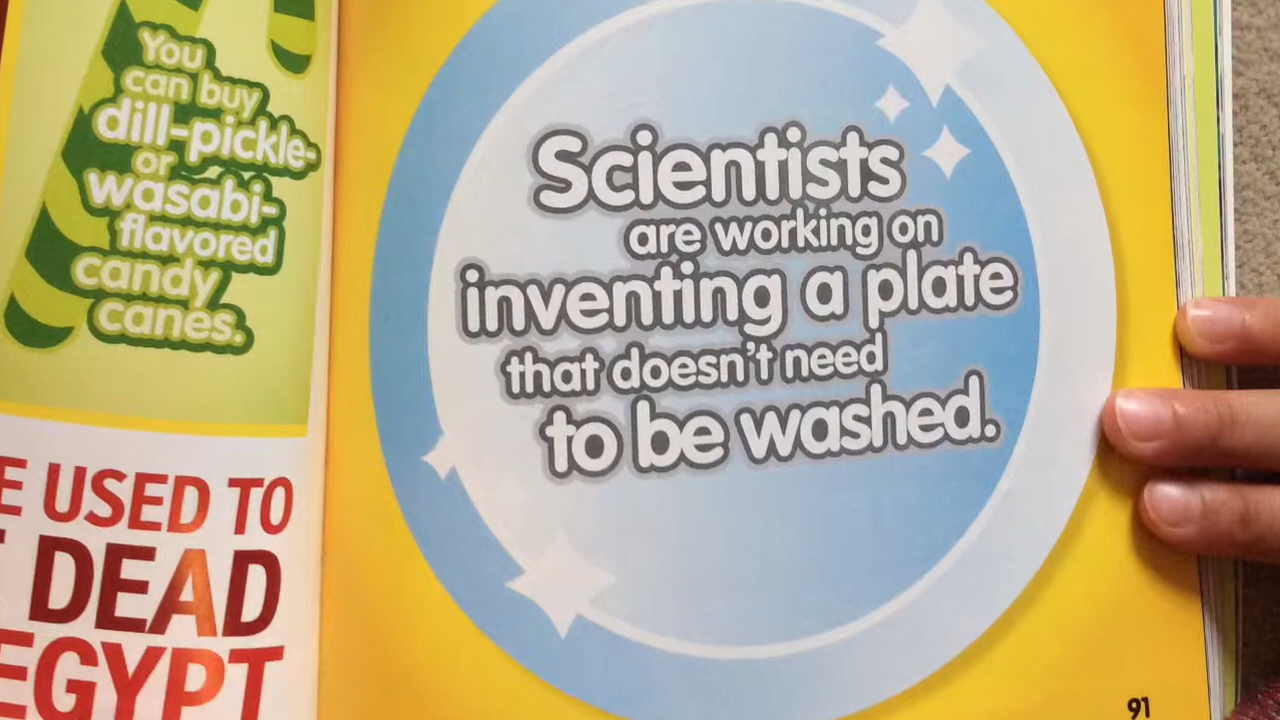 You
can buy
dill-pickle-
or
wasabi-
flavored
candy
canes.
E USED TO
DEAD
EGYPT
Scientists
are working on
inventing a plate
that doesn't need
to be washed.
91